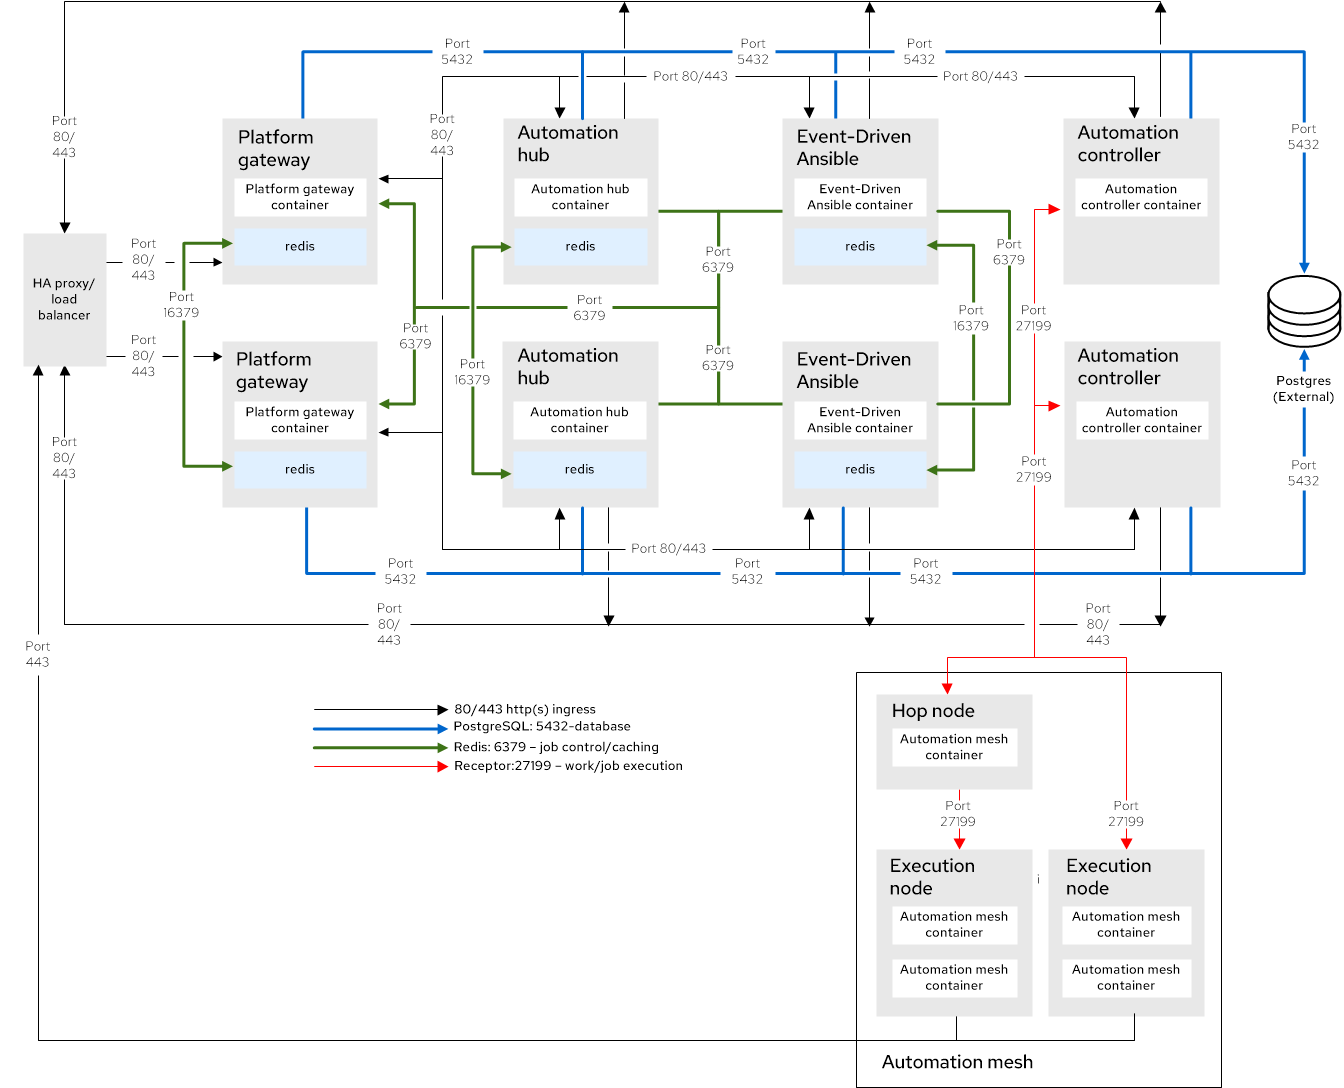 Port
5432
Port
5432
Port
5432
Port 80/443
Port 80/443
Port
80/
443
Port
80/
443
Port
5432
Platform
gateway
Platform gateway
container
redis
Automation
hub
Automation hub
container
redis
Event-Driven
Ansible
Event-Driven
Ansible container
redis
Automation
controller
Automation
controller container
HA proxy/
load
balancer
Port
80/
443
Port
16379
Port
80/
443
Port
6379
Port
6379
Port
6379
Port
6379
Port
6379
Port
16379
Port
16379
Port
27199
Platform
gateway
Platform gateway
container
redis
Automation
hub
Automation hub
container
redis
Event-Driven
Ansible
Event-Driven
Ansible container
redis
Automation
controller
Automation
controller container
Postgres
(External)
Port
80/
443
Port
27199
Port
5432
Port 80/443
Port
5432
Port
5432
Port
5432
Port
80/
443
Port
80/
443
Port
443
80/443 http(s) ingress
PostgreSQL: 5432-database
Redis: 6379 – job control/caching
Receptor:27199 – work/job execution
Hop node
Automation mesh
container
Port
27199
Port
27199
Execution
node
Automation mesh
container
Automation mesh
container
i
Execution
node
Automation mesh
container
Automation mesh
container
Automation mesh